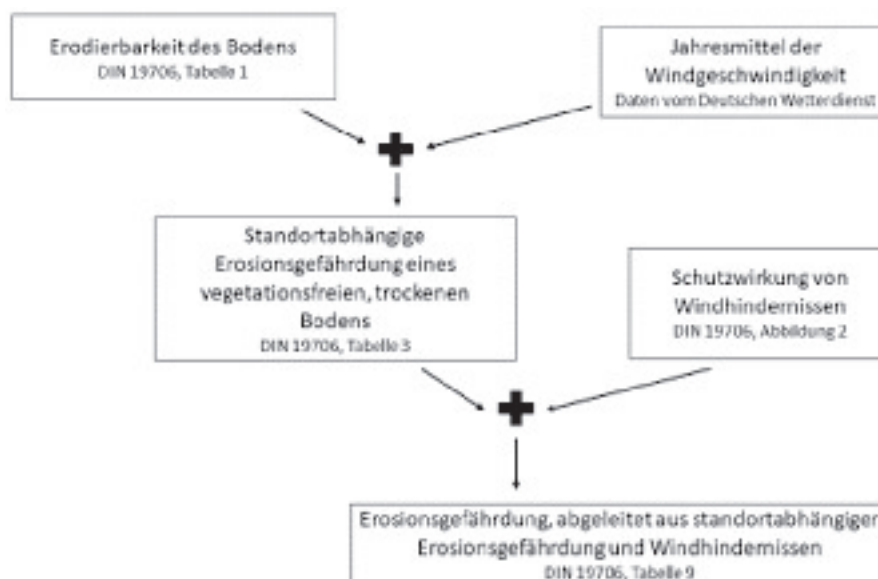 Erodierbarkeit des Bodens
DIN 19706, Tabelle 1
Jahresmittel der
Windgeschwindigkeit
Daten vom Deutschen Wetterdienst
Standortabhängige
Erosionsgefährdung eines
vegetationsfreien, trockenen
Bodens
DIN 19706, Tabelle 3
Schutzwirkung von
Windhindernissen
DIN 19706, Abbildung 2
Erosionsgefährdung, abgeleitet aus standortabhängiger
Erosionsgefährdung und Windhindernissen
DIN 19706, Tabelle 9